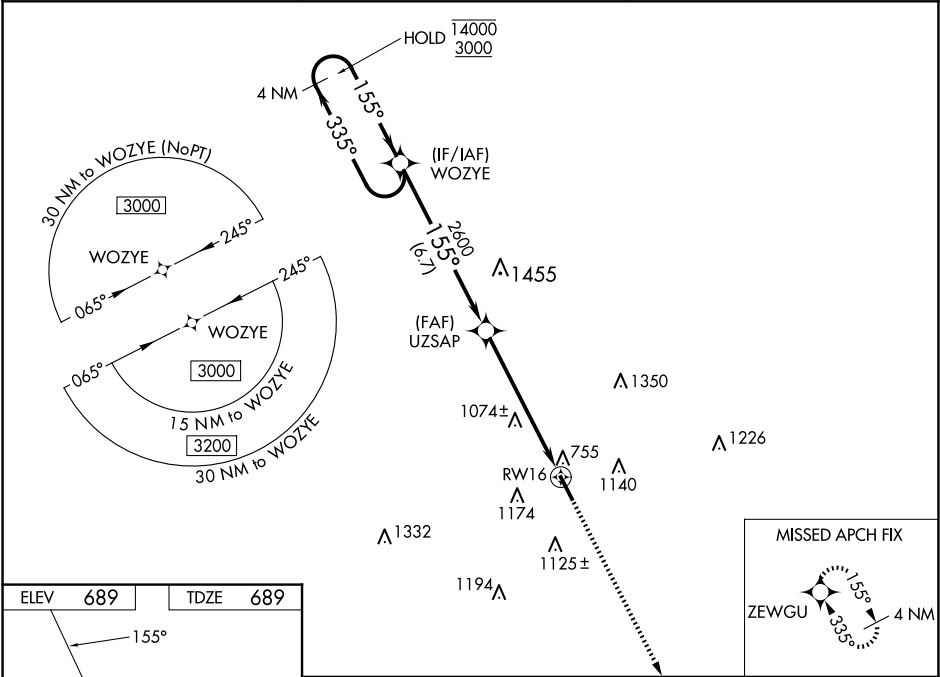 HOLD 14000
3000
4 NM
155°
335°
(IF/IAF)
WOZYE
30 NM to WOZYE (NoPT)
3000
245°
WOZYE
065°
2600
155°
(6.7)
1455
245°
WOZYE
065°
3000
15 NM to WOZYE
3200
30 NM to WOZYE
(FAF)
UZSAP
1350
1074±
1226
755
RW16
1140
1174
1332
1125±
1194
MISSED APCH FIX
155°
ZEWGU
4 NM
335°
ELEV 689
TDZE 689
155°